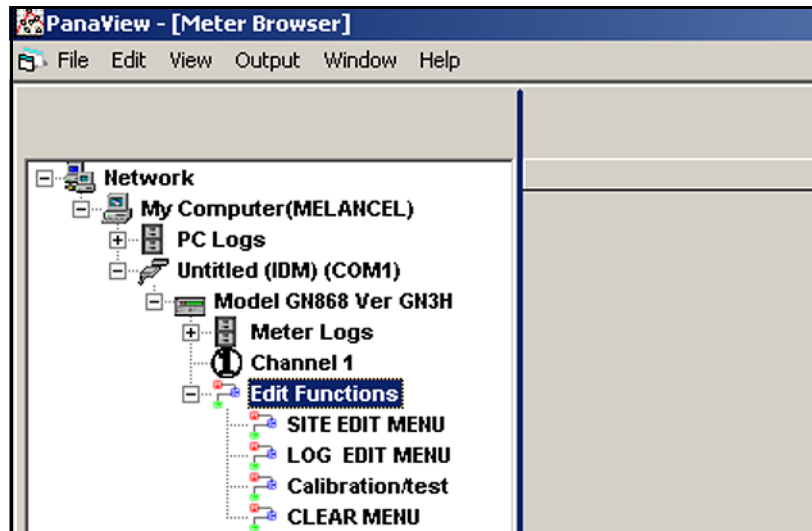 PanaView - [Meter Browser]
File Edit View Output Window Help
Network
My Computer(MELANCEL)
PC Logs
Untitled (IDM) (COM1)
Model GN868 Ver GN3H
Meter Logs
1 Channel 1
Edit Functions
SITE EDIT MENU
LOG EDIT MENU
Calibration/test
CLEAR MENU